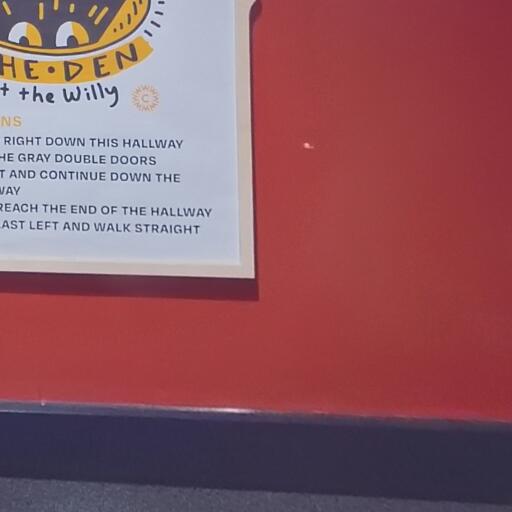 HE • DEN
t the Willy
C
NS
RIGHT DOWN THIS HALLWAY
HE GRAY DOUBLE DOORS
T AND CONTINUE DOWN THE
WAY
REACH THE END OF THE HALLWAY
AST LEFT AND WALK STRAIGHT